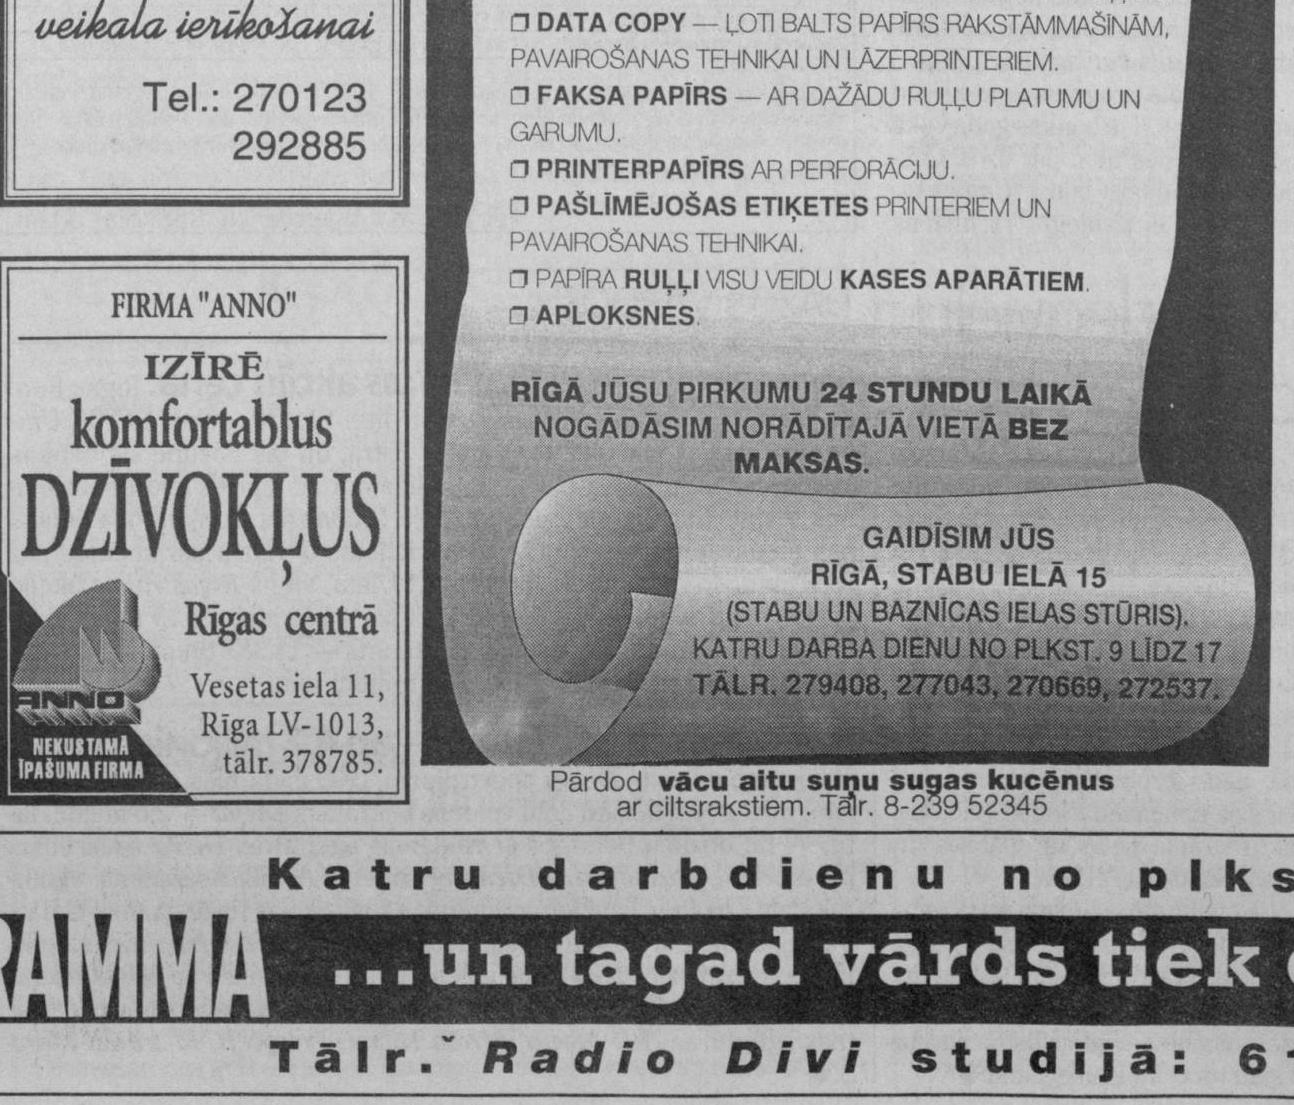 veikala ierīkošanai
Tel.: 270123
292885
FIRMA "ANNO"
IZĪRĒ
komfortablus
DZĪVOKĻUS
Rīgas centrā
Vesetas iela 11,
Rīga LV-1013,
tālr. 378785.
ANNO
NEKUSTAMĀ
ĪPAŠUMA FIRMA
❒ DATA COPY — ĻOTI BALTS PAPĪRS RAKSTĀMMAŠINĀM,
PAVAIROŠANAS TEHNIKAI UN LĀZERPRINTERIEM.
❒ FAKSA PAPĪRS — AR DAŽĀDU RUĻĻU PLATUMU UN
GARUMU.
❒ PRINTERPAPĪRS AR PERFORĀCIJU.
❒ PAŠLĪMĒJOŠAS ETIĶETES PRINTERIEM UN
PAVAIROŠANAS TEHNIKAI.
❒ PAPĪRA RUĻĻI VISU VEIDU KASES APARĀTIEM.
❒ APLOKSNES.
RĪGĀ JŪSU PIRKUMU 24 STUNDU LAIKĀ
NOGĀDĀSIM NORĀDĪTAJĀ VIETĀ BEZ
MAKSAS.
GAIDĪSIM JŪS
RĪGĀ, STABU IELĀ 15
(STABU UN BAZNĪCAS IELAS STŪRIS).
KATRU DARBA DIENU NO PLKST. 9 LĪDZ 17
TĀLR. 279408, 277043, 270669, 272537.
Pārdod vācu aitu suņu sugas kucēnus
ar ciltsrakstiem. Tālr. 8-239 52345
Katru darbdienu no plks
RAMMA ...un tagad vārds tiek
Tālr. Radio Divi studijā: 6